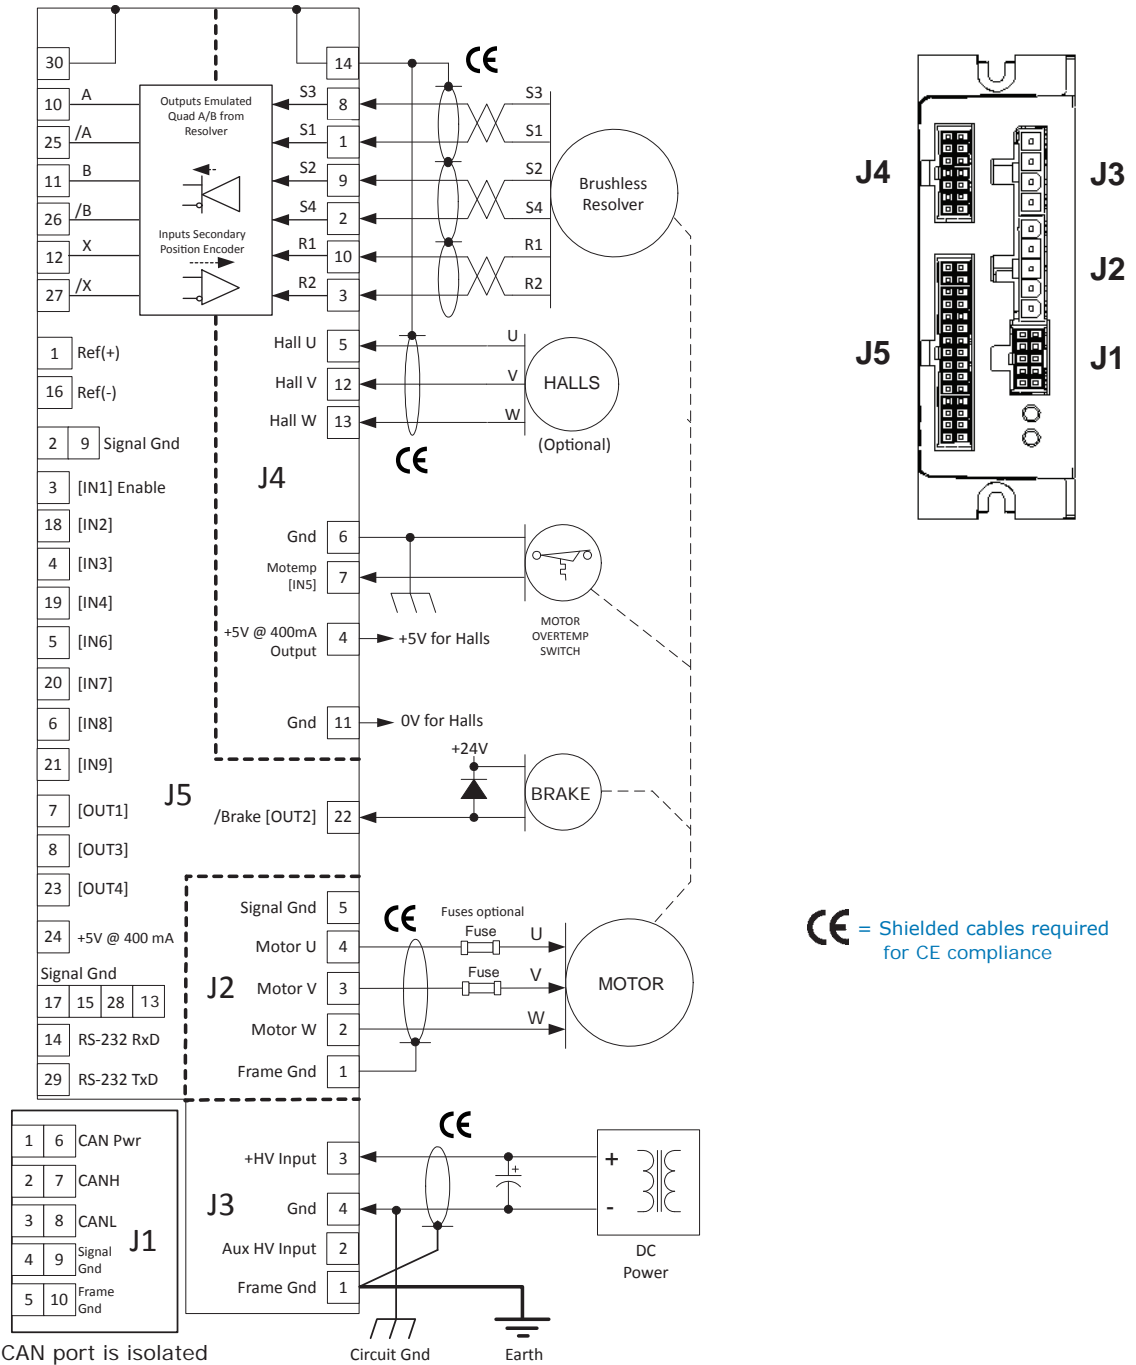 30
14
CE
10
A
Outputs Emulated
Quad A/B from
Resolver
S3
8
S3
25
/A
S1
1
S1
11
B
S2
9
S2
Brushless
Resolver
26
/B
S4
2
S4
12
X
Inputs Secondary
Position Encoder
R1
10
R1
27
/X
R2
3
R2
1
Ref(+)
Hall U
5
U
16
Ref(-)
Hall V
12
V
HALLS
Hall W
13
W
(Optional)
2
9
Signal Gnd
CE
3
[IN1] Enable
J4
18
[IN2]
Gnd
6
4
[IN3]
Motemp
[IN5]
7
19
[IN4]
MOTOR
OVERTEMP
SWITCH
5
[IN6]
+5V @ 400mA
Output
4
+5V for Halls
20
[IN7]
6
[IN8]
Gnd
11
0V for Halls
21
[IN9]
+24V
J5
BRAKE
7
[OUT1]
/Brake [OUT2]
22
8
[OUT3]
23
[OUT4]
Signal Gnd
5
CE
Fuses optional
24
+5V @ 400 mA
Motor U
4
Fuse
U
Signal Gnd
17
15
28
13
J2
Motor V
3
Fuse
V
MOTOR
14
RS-232 RxD
Motor W
2
W
29
RS-232 TxD
Frame Gnd
1
1
6
CAN Pwr
2
7
CANH
3
8
CANL
4
9
Signal
Gnd
5
10
Frame
Gnd
J1
CAN port is isolated
CE
+HV Input
3
+
+
J3
Gnd
4
-
Aux HV Input
2
DC
Power
Frame Gnd
1
Circuit Gnd
Earth
J4
J3
J2
J5
J1
CE = Shielded cables required
for CE compliance